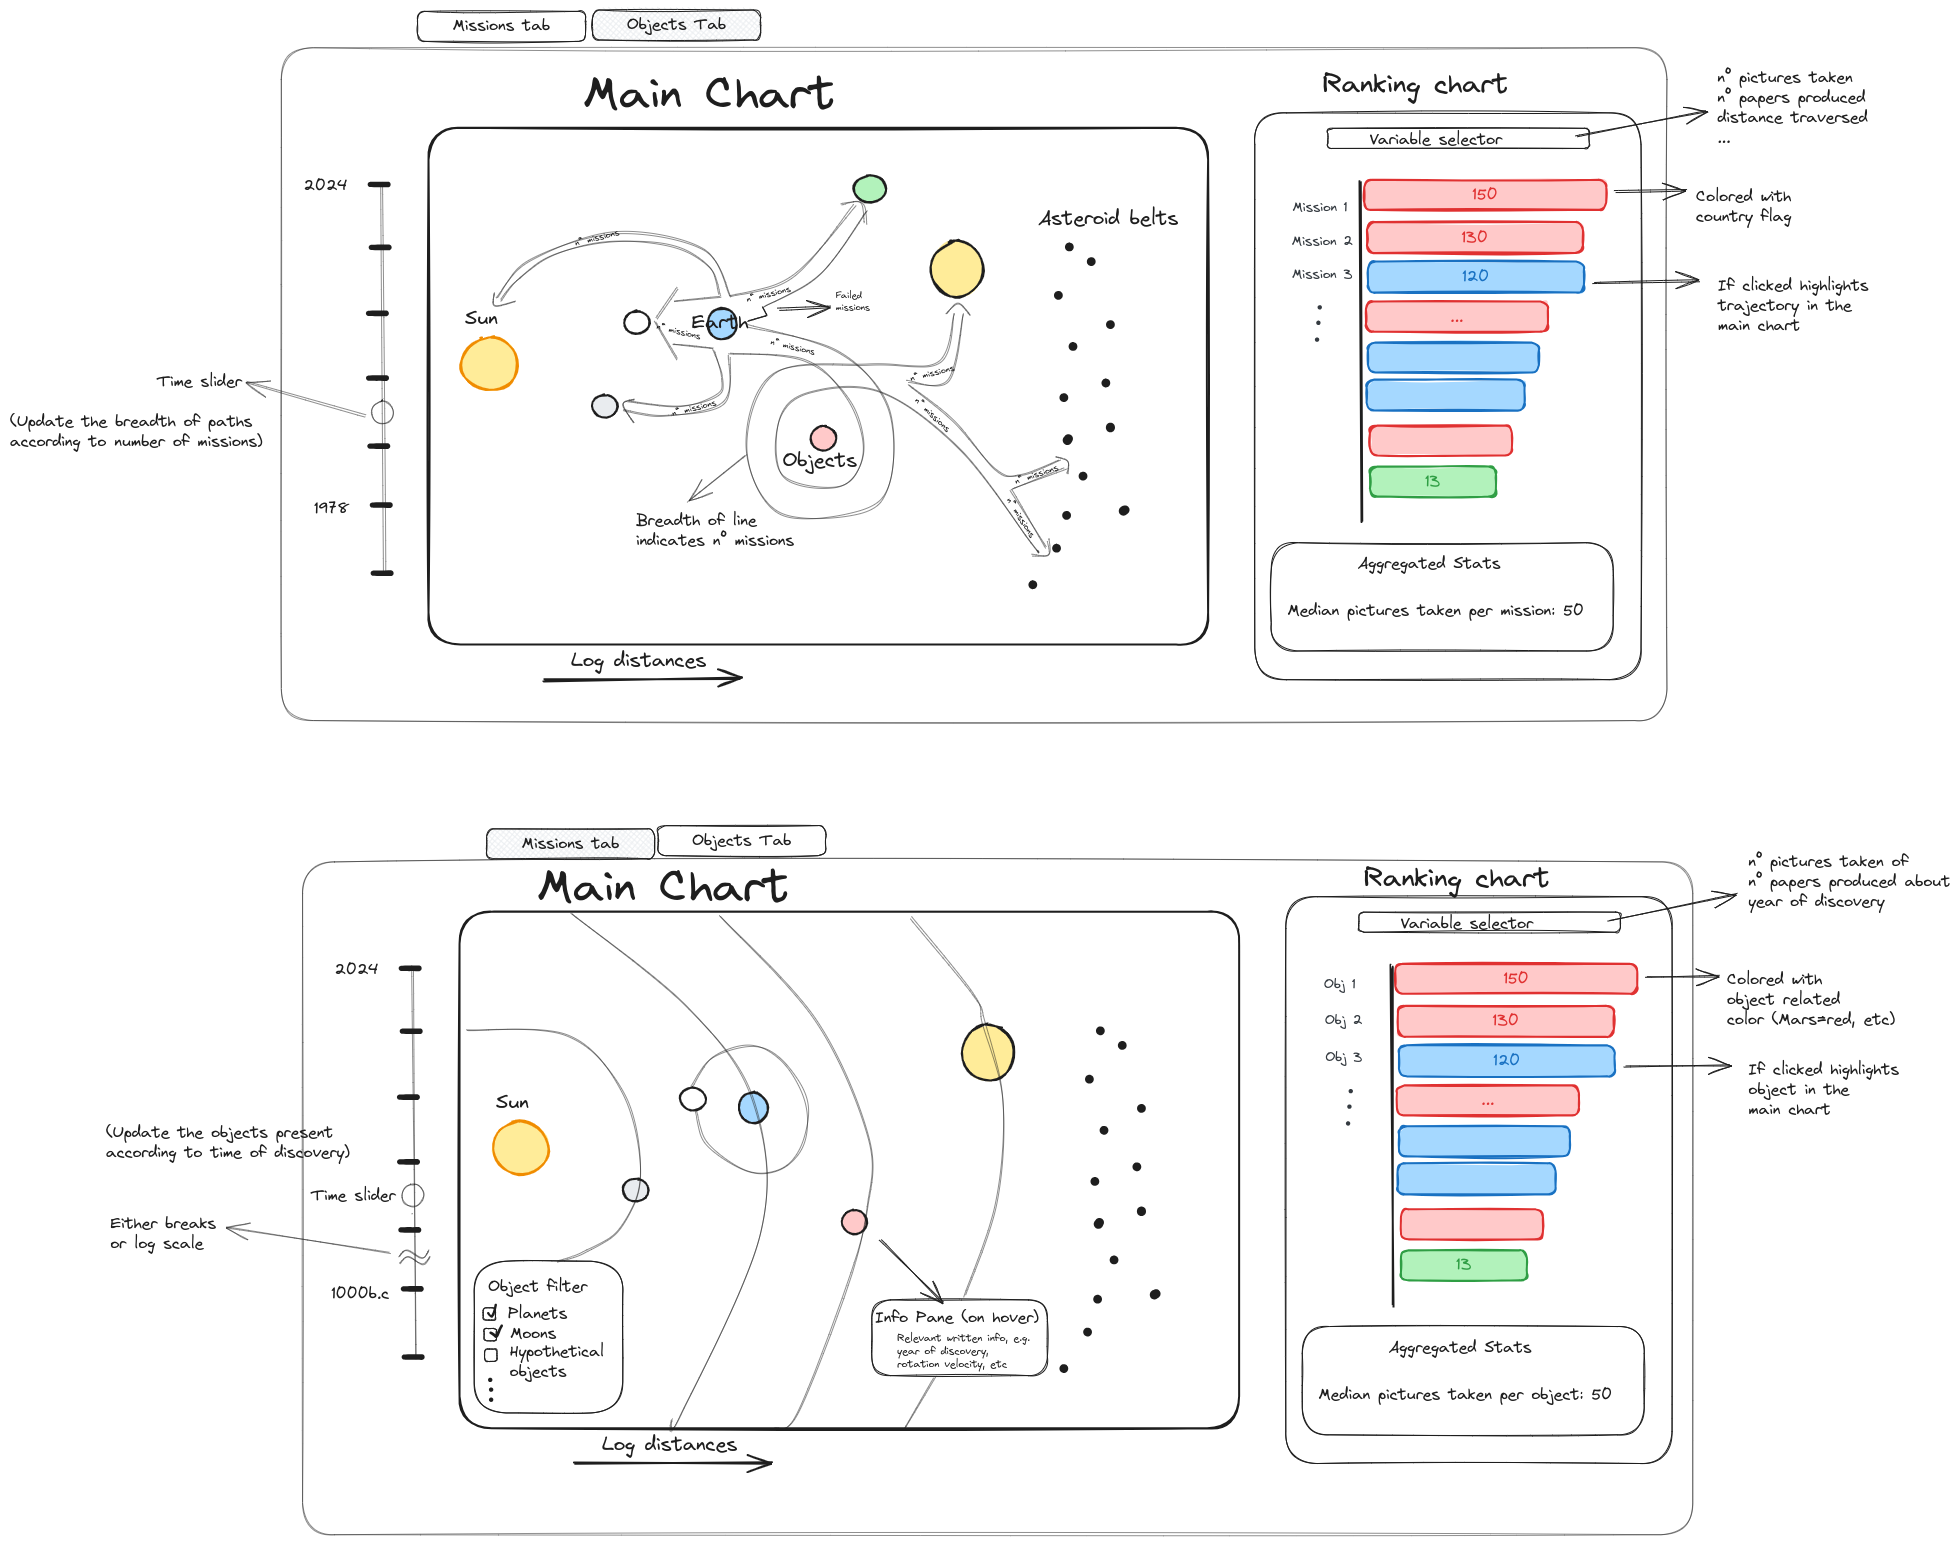 Missions tab
Objects Tab
Main Chart
Ranking chart
n° pictures taken
n° papers produced
distance traversed
...
Variable selector
2024
150
Mission 1
Colored with
country flag
Asteroid belts
n° missions
130
Mission 2
120
Mission 3
If clicked highlights
trajectory in the
main chart
n° missions
Failed
missions
Sun
Earth
n° missions
n° missions
...
Time slider
(Update the breadth of paths
according to number of missions)
n° missions
n° missions
n° missions
Objects
n° missions
n° missions
13
1978
Breadth of line
indicates n° missions
Aggregated Stats
Median pictures taken per mission: 50
Log distances
Missions tab
Objects Tab
Main Chart
Ranking chart
n° pictures taken of
n° papers produced about
year of discovery
Variable selector
2024
150
Obj 1
Colored with
object related
color (Mars=red, etc)
130
Obj 2
120
Obj 3
If clicked highlights
object in the
main chart
Sun
...
(Update the objects present
according to time of discovery)
Time slider
Either breaks
or log scale
13
1000b.c
Object filter
Planets
Moons
Hypothetical
objects
Info Pane (on hover)
Relevant written info, e.g.
year of discovery,
rotation velocity, etc
Aggregated Stats
Median pictures taken per object: 50
Log distances